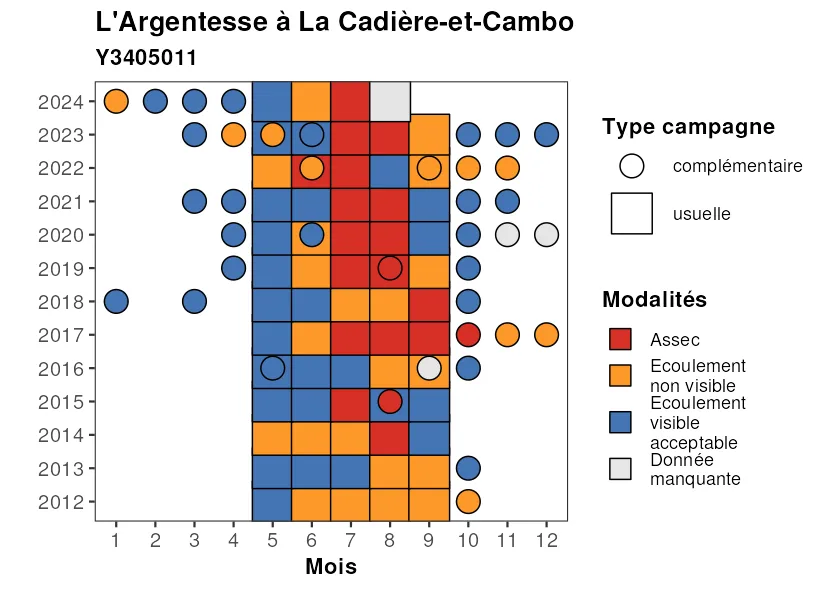 L'Argentesse à La Cadière-et-Cambo
Y3405011
2024
2023
2022
2021
2020
2019
2018
2017
2016
2015
2014
2013
2012
1 2 3 4 5 6 7 8 9 10 11 12
Mois
Type campagne
complémentaire
usuelle
Modalités
Assec
Ecoulement
non visible
Ecoulement
visible
acceptable
Donnée
manquante